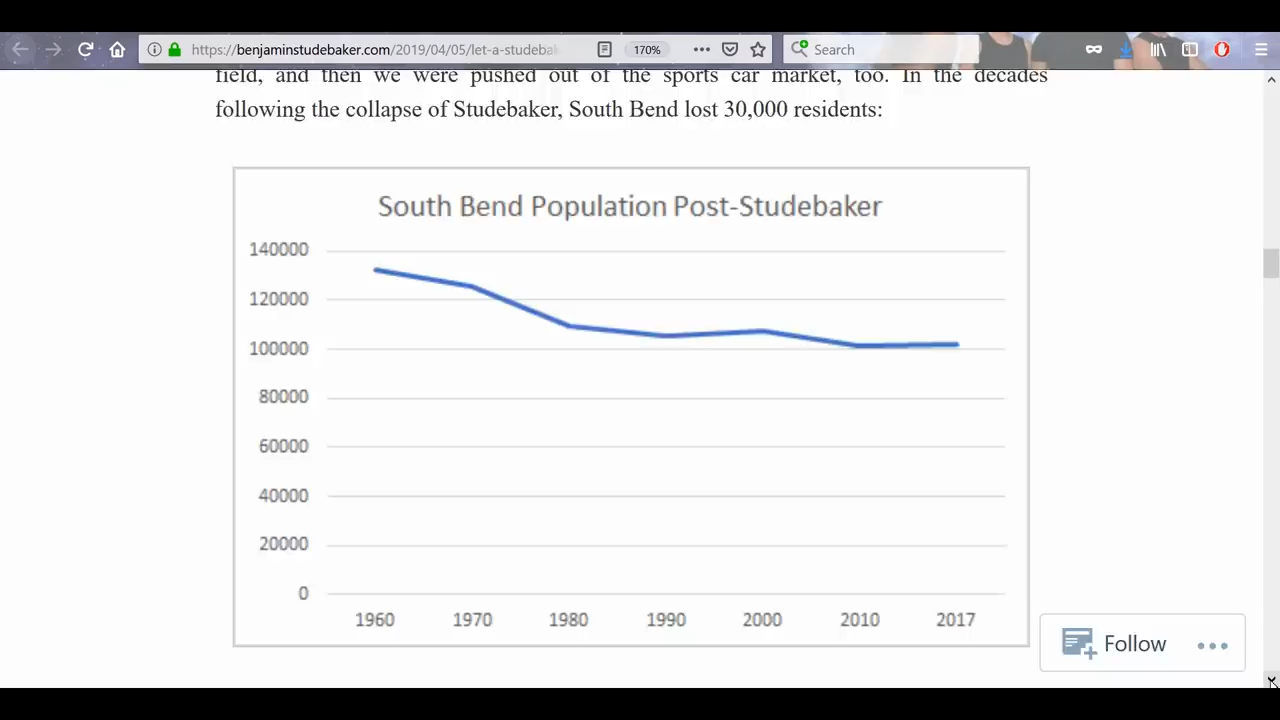 https://benjaminstudebaker.com/2019/04/05/let-a-studebak
170%
Search
field, and then we were pushed out of the sports car market, too. In the decades
following the collapse of Studebaker, South Bend lost 30,000 residents:
South Bend Population Post-Studebaker
140000
120000
100000
80000
60000
40000
20000
0
1960 1970 1980 1990 2000 2010 2017
Follow